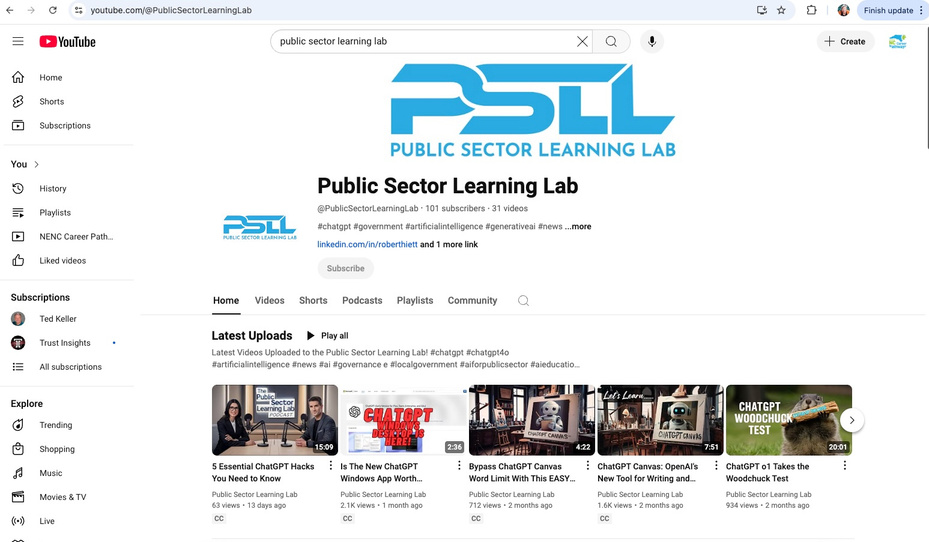 youtube.com/@PublicSectorLearningLab
Finish update
YouTube
public sector learning lab
Create
Home
Shorts
Subscriptions
You
History
Playlists
NENC Career Path...
Liked videos
Subscriptions
Ted Keller
Trust Insights
All subscriptions
Explore
Trending
Shopping
Music
Movies & TV
Live
PSLL
PUBLIC SECTOR LEARNING LAB
PSLL
PUBLIC SECTOR LEARNING LAB
Public Sector Learning Lab
@PublicSectorLearningLab · 101 subscribers · 31 videos
#chatgpt #government #artificialintelligence #generativeai #news ...more
linkedin.com/in/roberthiett and 1 more link
Subscribe
Home Videos Shorts Podcasts Playlists Community
Latest Uploads Play all
Latest Videos Uploaded to the Public Sector Learning Lab! #chatgpt #chatgpt4o
#artificialintelligence #news #ai #governance e #localgovernment #aiforpublicsector #aieducatio...
The Public Sector Learning Lab PODCAST
15:09
5 Essential ChatGPT Hacks
You Need to Know
Public Sector Learning Lab
63 views • 13 days ago
CC
CHATGPT
WINDOWS
DESKTOP IS
HERE!
2:36
Is The New ChatGPT
Windows App Worth...
Public Sector Learning Lab
2.1K views • 1 month ago
CC
CHATGPT CANVAS
4:22
Bypass ChatGPT Canvas
Word Limit With This EASY...
Public Sector Learning Lab
712 views • 2 months ago
CC
Let's Learn...
CHATGPT CANVAS
7:51
ChatGPT Canvas: OpenAI's
New Tool for Writing and...
Public Sector Learning Lab
1.6K views • 2 months ago
CC
CHATGPT
WOODCHUCK
TEST
20:01
ChatGPT o1 Takes the
Woodchuck Test
Public Sector Learning Lab
934 views • 2 months ago